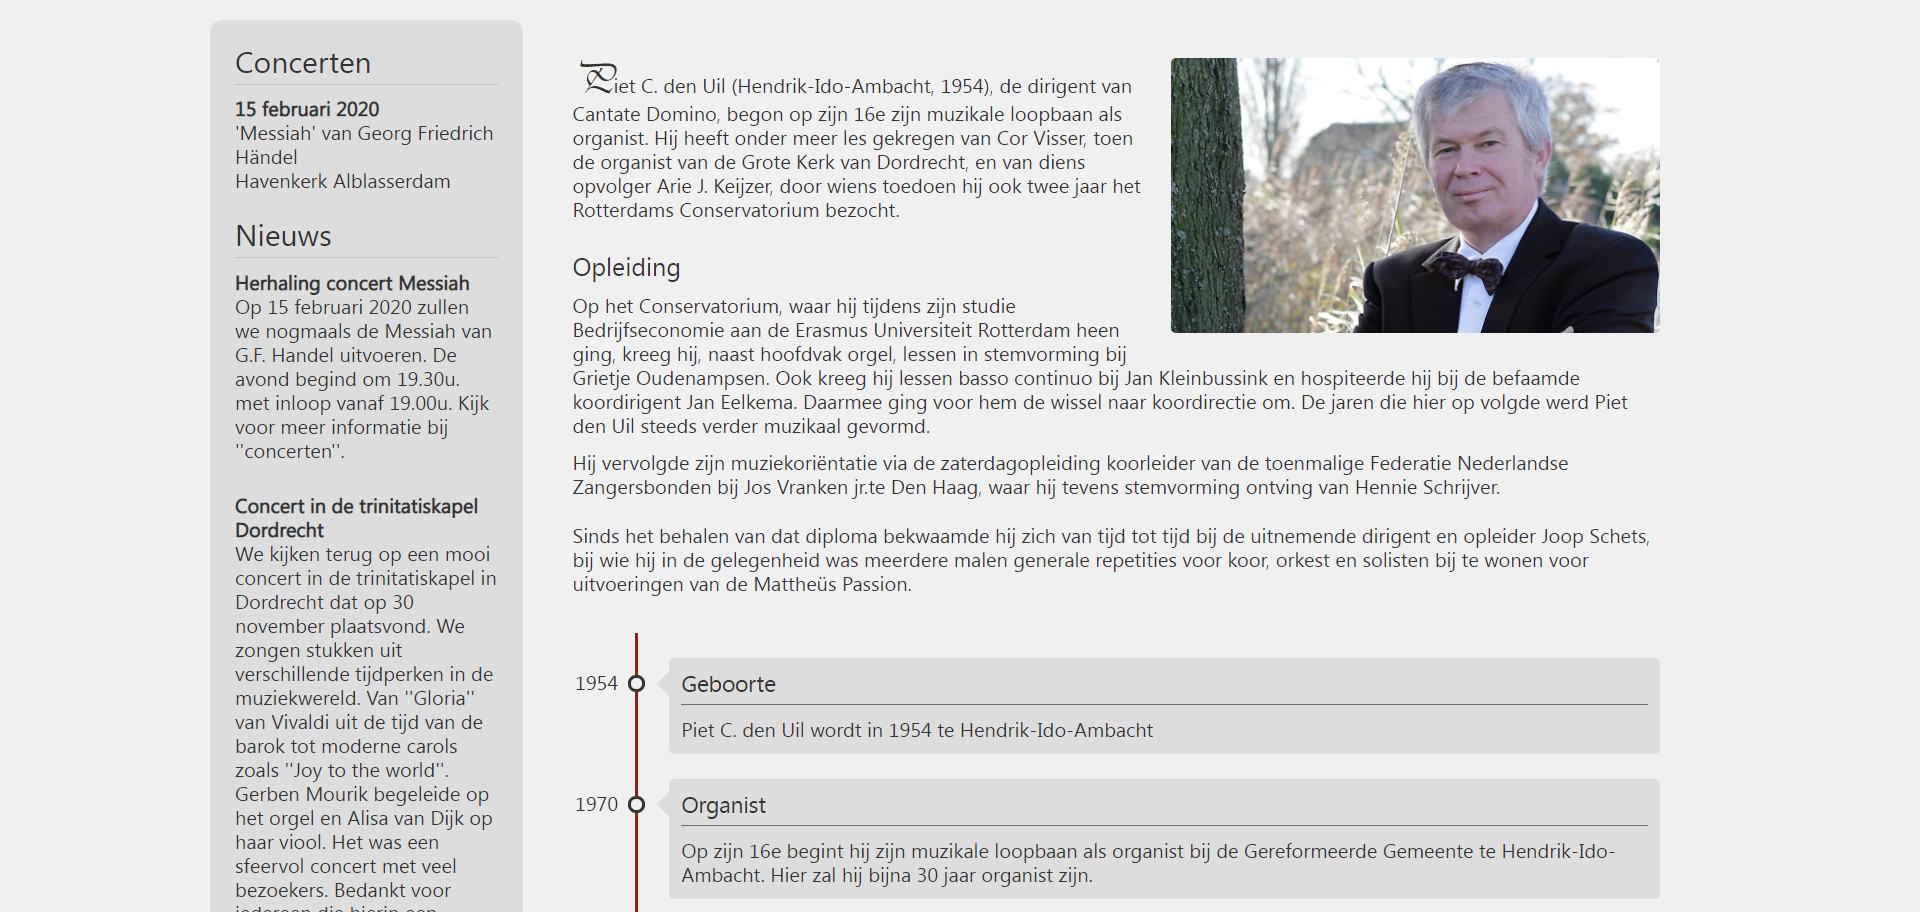 Concerten
15 februari 2020
'Messiah' van Georg Friedrich
Händel
Havenkerk Alblasserdam
Nieuws
Herhaling concert Messiah
Op 15 februari 2020 zullen
we nogmaals de Messiah van
G.F. Handel uitvoeren. De
avond begind om 19.30u.
met inloop vanaf 19.00u. Kijk
voor meer informatie bij
"concerten".
Concert in de trinitatiskapel
Dordrecht
We kijken terug op een mooi
concert in de trinitatiskapel in
Dordrecht dat op 30
november plaatsvond. We
zongen stukken uit
verschillende tijdperken in de
muziekwereld. Van "Gloria"
van Vivaldi uit de tijd van de
barok tot moderne carols
zoals "Joy to the world".
Gerben Mourik begeleide op
het orgel en Alisa van Dijk op
haar viool. Het was een
sfeervol concert met veel
bezoekers. Bedankt voor
iedereen die hierin een
Piet C. den Uil (Hendrik-Ido-Ambacht, 1954), de dirigent van
Cantate Domino, begon op zijn 16e zijn muzikale loopbaan als
organist. Hij heeft onder meer les gekregen van Cor Visser, toen
de organist van de Grote Kerk van Dordrecht, en van diens
opvolger Arie J. Keijzer, door wiens toedoen hij ook twee jaar het
Rotterdams Conservatorium bezocht.
Opleiding
Op het Conservatorium, waar hij tijdens zijn studie
Bedrijfseconomie aan de Erasmus Universiteit Rotterdam heen
ging, kreeg hij, naast hoofdvak orgel, lessen in stemvorming bij
Grietje Oudenampsen. Ook kreeg hij lessen basso continuo bij Jan Kleinbussink en hospiteerde hij bij de befaamde
koordirigent Jan Eelkema. Daarmee ging voor hem de wissel naar koordirectie om. De jaren die hier op volgde werd Piet
den Uil steeds verder muzikaal gevormd.
Hij vervolgde zijn muziekoriëntatie via de zaterdagopleiding koorleider van de toenmalige Federatie Nederlandse
Zangersbonden bij Jos Vranken jr.te Den Haag, waar hij tevens stemvorming ontving van Hennie Schrijver.
Sinds het behalen van dat diploma bekwaamde hij zich van tijd tot tijd bij de uitnemende dirigent en opleider Joop Schets,
bij wie hij in de gelegenheid was meerdere malen generale repetities voor koor, orkest en solisten bij te wonen voor
uitvoeringen van de Mattheüs Passion.
1954
Geboorte
Piet C. den Uil wordt in 1954 te Hendrik-Ido-Ambacht
1970
Organist
Op zijn 16e begint hij zijn muzikale loopbaan als organist bij de Gereformeerde Gemeente te Hendrik-Ido-
Ambacht. Hier zal hij bijna 30 jaar organist zijn.